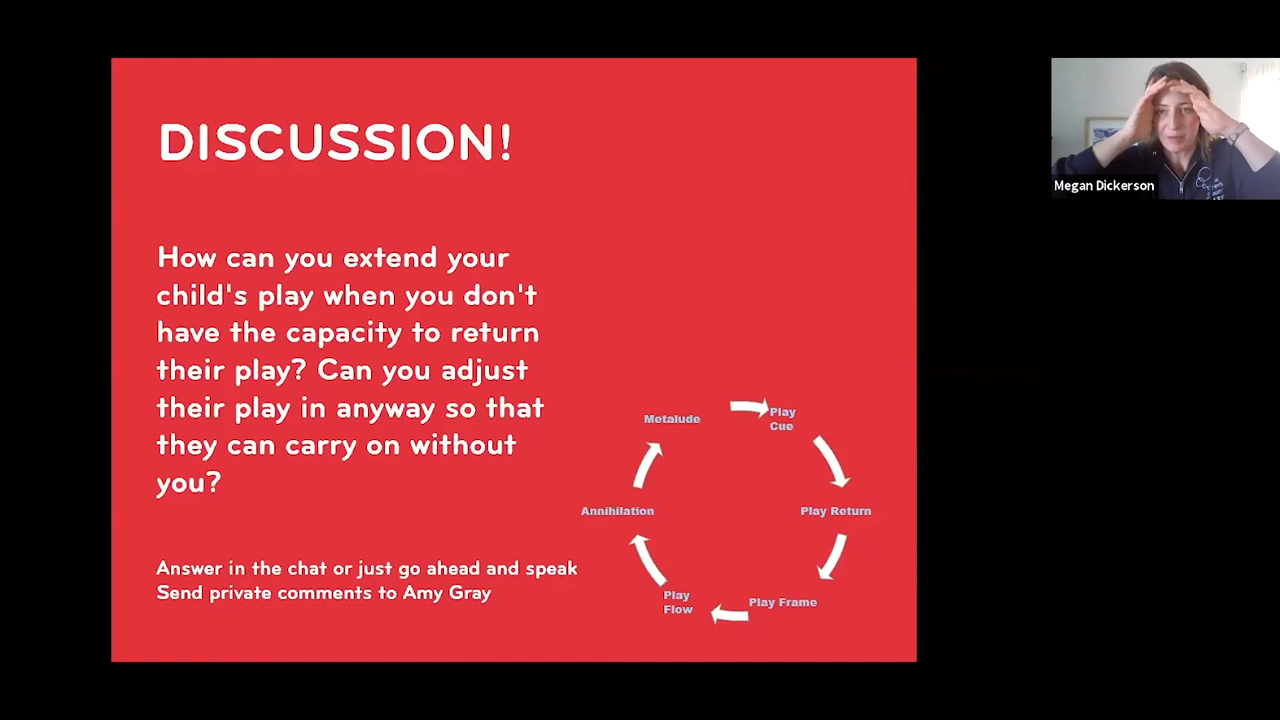 DISCUSSION!
How can you extend your
child's play when you don't
have the capacity to return
their play? Can you adjust
their play in anyway so that
they can carry on without
you?
Answer in the chat or just go ahead and speak
Send private comments to Amy Gray
Metalude
Play
Cue
Play Return
Play Frame
Play
Flow
Annihilation
Megan Dickerson